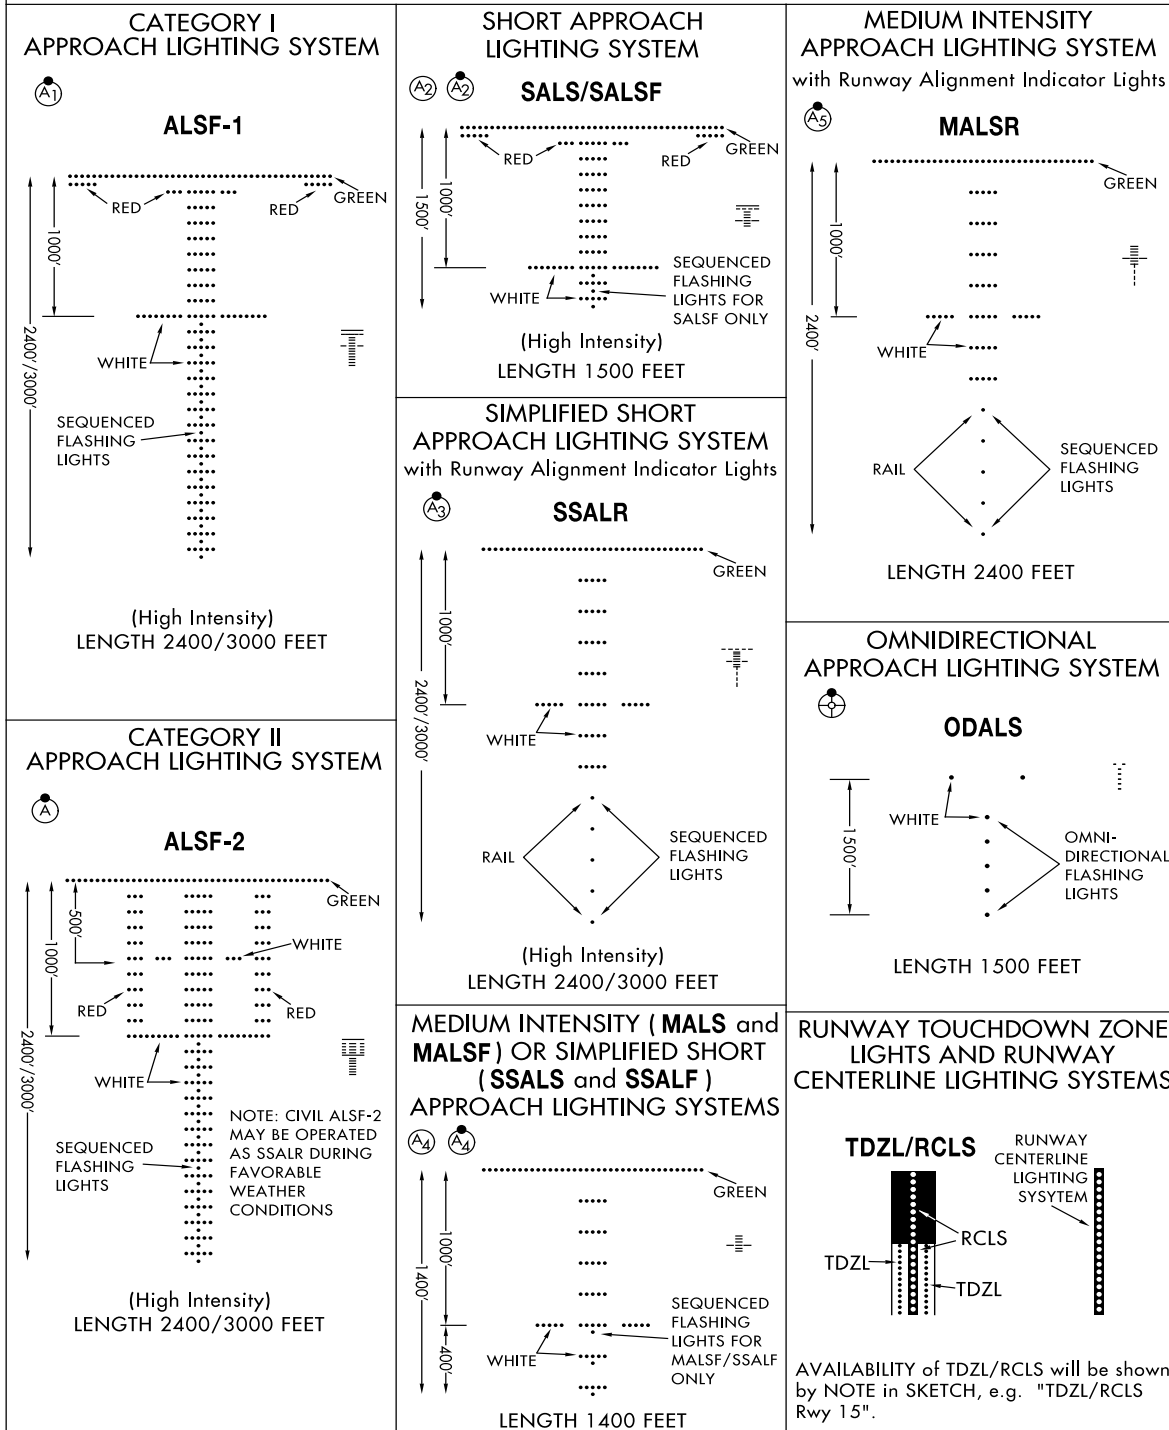 CATEGORY I
APPROACH LIGHTING SYSTEM
A1
ALSF-1
RED
RED
GREEN
1000'
2400'/3000'
WHITE
SEQUENCED
FLASHING
LIGHTS
(High Intensity)
LENGTH 2400/3000 FEET
CATEGORY II
APPROACH LIGHTING SYSTEM
A
ALSF-2
GREEN
500'
1000'
WHITE
RED
RED
2400'/3000'
WHITE
NOTE: CIVIL ALSF-2
MAY BE OPERATED
AS SSALR DURING
FAVORABLE
WEATHER
CONDITIONS
SEQUENCED
FLASHING
LIGHTS
(High Intensity)
LENGTH 2400/3000 FEET
SHORT APPROACH
LIGHTING SYSTEM
A2 A2
SALS/SALSF
RED
RED
GREEN
1000'
1500'
WHITE
SEQUENCED
FLASHING
LIGHTS FOR
SALSF ONLY
(High Intensity)
LENGTH 1500 FEET
SIMPLIFIED SHORT
APPROACH LIGHTING SYSTEM
with Runway Alignment Indicator Lights
A3
SSALR
GREEN
1000'
2400'/3000'
WHITE
RAIL
SEQUENCED
FLASHING
LIGHTS
(High Intensity)
LENGTH 2400/3000 FEET
MEDIUM INTENSITY (MALS and
MALSF) OR SIMPLIFIED SHORT
(SSALS and SSALF)
APPROACH LIGHTING SYSTEMS
A4 A4
GREEN
1000'
1400'
400'
WHITE
SEQUENCED
FLASHING
LIGHTS FOR
MALSF/SSALF
ONLY
LENGTH 1400 FEET
MEDIUM INTENSITY
APPROACH LIGHTING SYSTEM
with Runway Alignment Indicator Lights
A5
MALSR
GREEN
1000'
2400'
WHITE
RAIL
SEQUENCED
FLASHING
LIGHTS
LENGTH 2400 FEET
OMNIDIRECTIONAL
APPROACH LIGHTING SYSTEM
ODALS
WHITE
1500'
OMNI-
DIRECTIONAL
FLASHING
LIGHTS
LENGTH 1500 FEET
RUNWAY TOUCHDOWN ZONE
LIGHTS AND RUNWAY
CENTERLINE LIGHTING SYSTEMS
TDZL/RCLS
RUNWAY
CENTERLINE
LIGHTING
SYSYTEM
RCLS
TDZL
TDZL
AVAILABILITY of TDZL/RCLS will be shown
by NOTE in SKETCH, e.g. "TDZL/RCLS
Rwy 15".